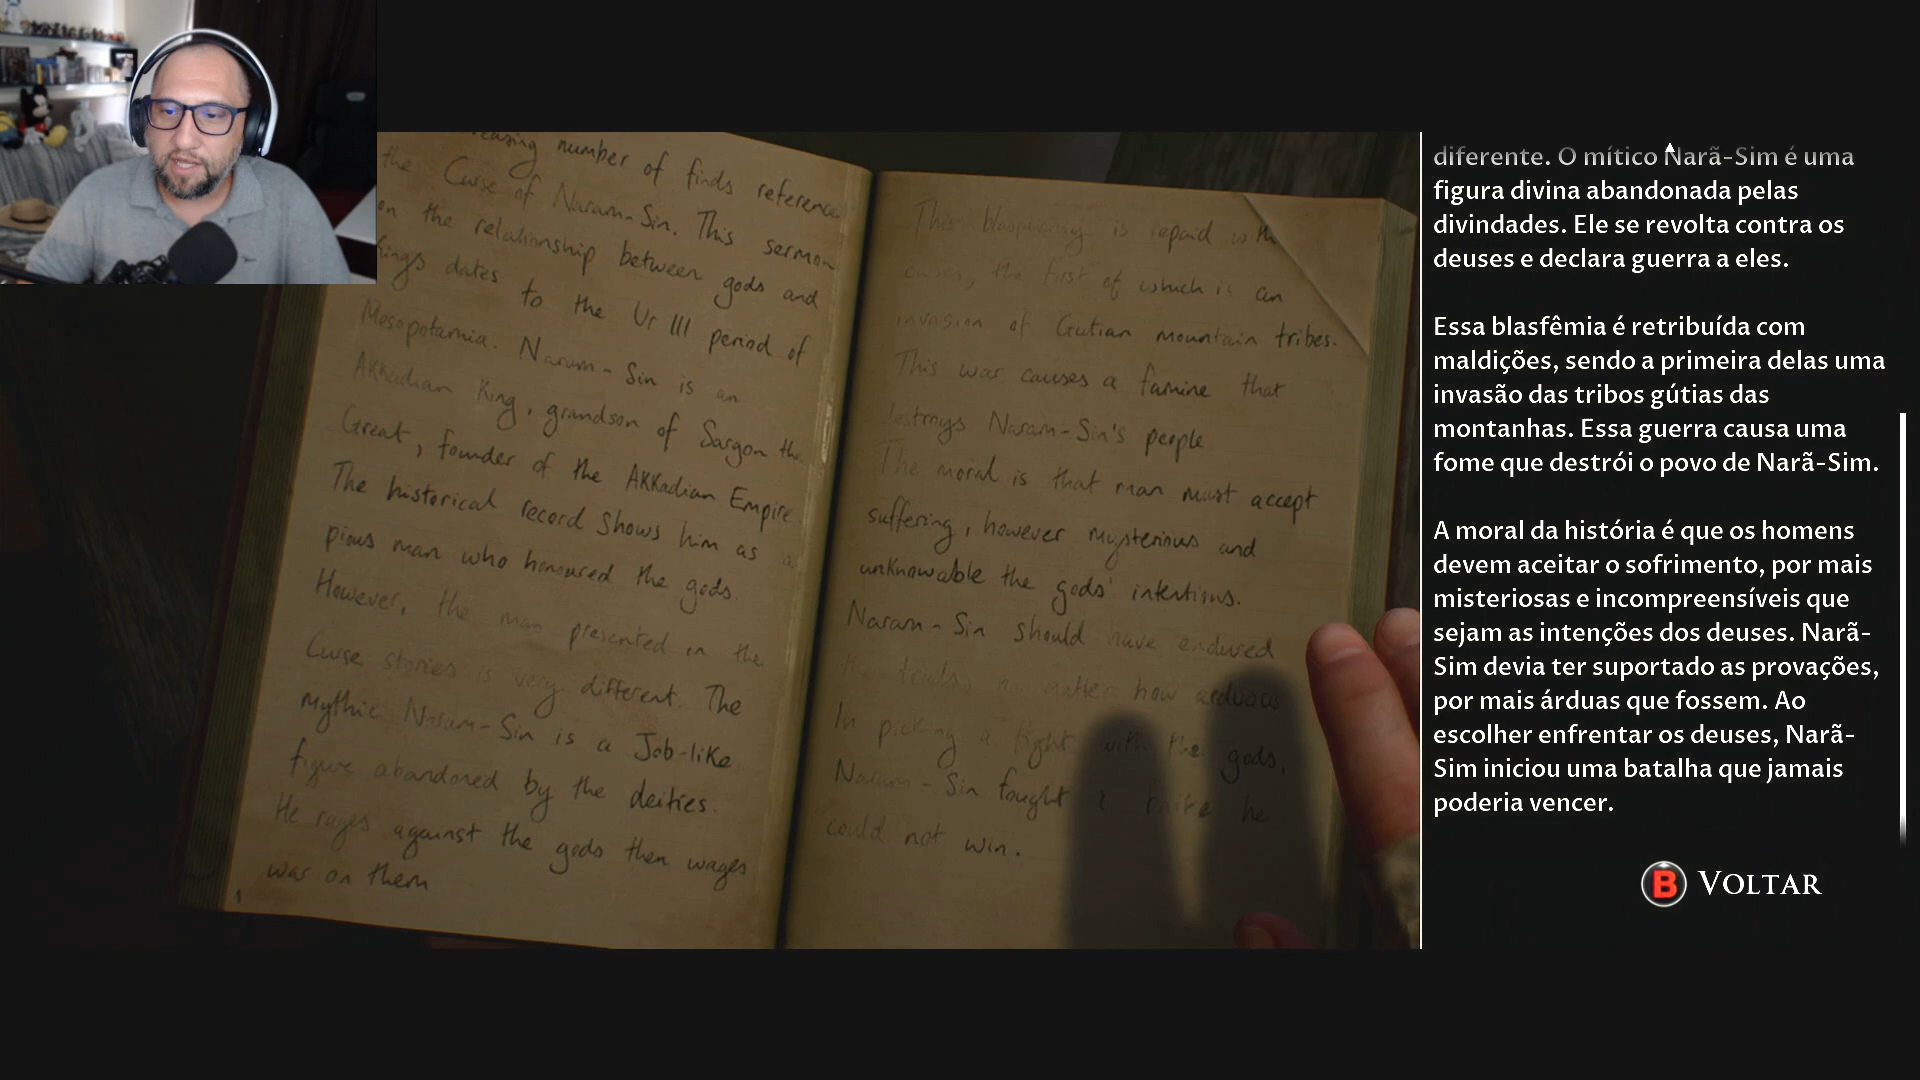 reasing number of finds reference
the Curse of Naram-Sin. This sermon
on the relationship between gods and
kings dates to the Ur III period of
Mesopotamia. Naram-Sin is an
Akkadian King, grandson of Sargon the
Great, founder of the Akkadian Empire
The historical record shows him as a
pious man who honoured the gods.
However, the man presented in the
Curse stories is very different. The
mythic Naram-Sin is a Job-like
figure abandoned by the deities.
He rages against the gods then wages
war on them
1
This blasphemy is repaid with
curses, the first of which is an
invasion of Gutian mountain tribes.
This war causes a famine that
destroys Naram-Sin's people
The moral is that man must accept
suffering, however mysterious and
unknowable the gods' intentions.
Naram-Sin should have endured
the trials, no matter how arduous
In picking a fight with the gods,
Naram-Sin fought a battle he
could not win.
diferente. O mítico Narã-Sim é uma
figura divina abandonada pelas
divindades. Ele se revolta contra os
deuses e declara guerra a eles.
Essa blasfêmia é retribuída com
maldições, sendo a primeira delas uma
invasão das tribos gútias das
montanhas. Essa guerra causa uma
fome que destrói o povo de Narã-Sim.
A moral da história é que os homens
devem aceitar o sofrimento, por mais
misteriosas e incompreensíveis que
sejam as intenções dos deuses. Narã-
Sim devia ter suportado as provações,
por mais árduas que fossem. Ao
escolher enfrentar os deuses, Narã-
Sim iniciou uma batalha que jamais
poderia vencer.
B VOLTAR